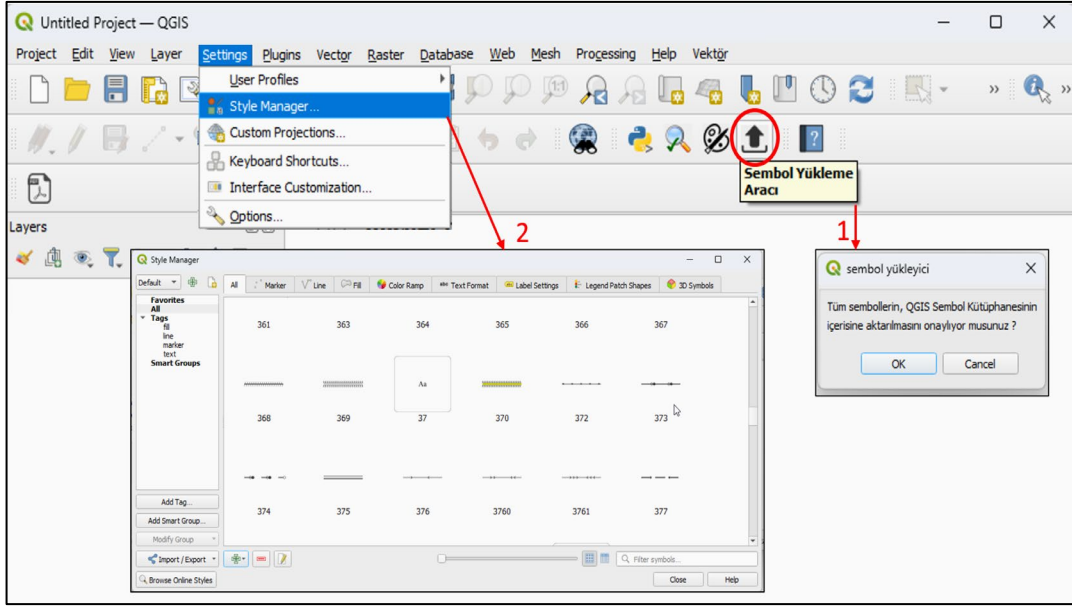 Untitled Project — QGIS
Project Edit View Layer Settings Plugins Vector Raster Database Web Mesh Processing Help Vektör
User Profiles
Style Manager...
Custom Projections...
Keyboard Shortcuts...
Interface Customization...
Options...
Sembol Yükleme
Aracı
Layers
2
1
Style Manager
Default
All Marker Line Fill Color Ramp Text Format Label Settings Legend Patch Shapes 3D Symbols
Favorites
All
Tags
fill
line
marker
text
Smart Groups
361 363 364 365 366 367
Aa
368 369 37 370 372 373
374 375 376 3760 3761 377
Add Tag...
Add Smart Group...
Modify Group
Import / Export
Filter symbols...
Browse Online Styles
Close Help
sembol yükleyici
Tüm sembollerin, QGIS Sembol Kütüphanesinin
içerisine aktarılmasını onaylıyor musunuz ?
OK Cancel